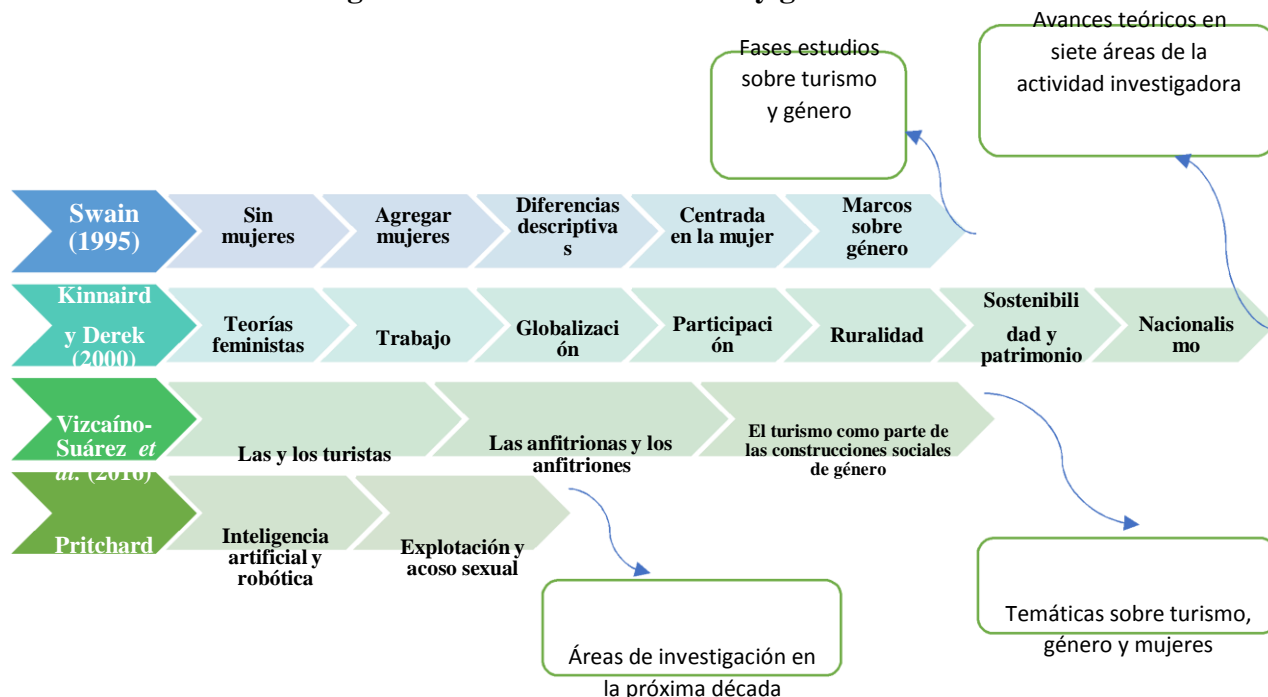 Fases estudios
sobre turismo
y género
Avances teóricos en
siete áreas de la
actividad investigadora
Swain
(1995)
Sin
mujeres
Agregar
mujeres
Diferencias
descriptiva
s
Centrada
en la mujer
Marcos
sobre
género
Kinnaird
y Derek
(2000)
Teorías
feministas
Trabajo
Globalizaci
ón
Participaci
ón
Ruralidad
Sostenibili
dad y
patrimonio
Nacionalis
mo
Vizcaíno-
Suárez et
al. (2016)
Las y los turistas
Las anfitrionas y los
anfitriones
El turismo como parte de
las construcciones sociales
de género
Pritchard
Inteligencia
artificial y
robótica
Explotación y
acoso sexual
Áreas de investigación en
la próxima década
Temáticas sobre turismo,
género y mujeres